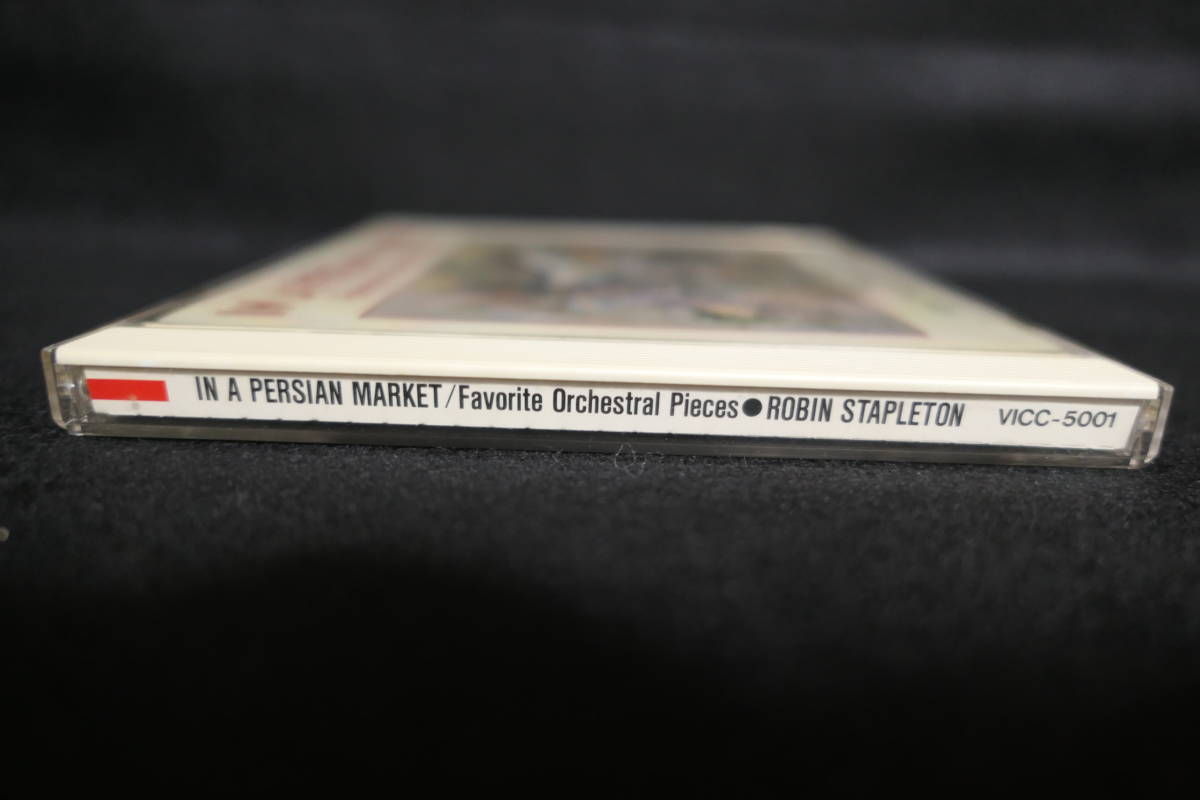 IN A PERSIAN MARKET/Favorite Orchestral Pieces●ROBIN STAPLETON VICC-5001